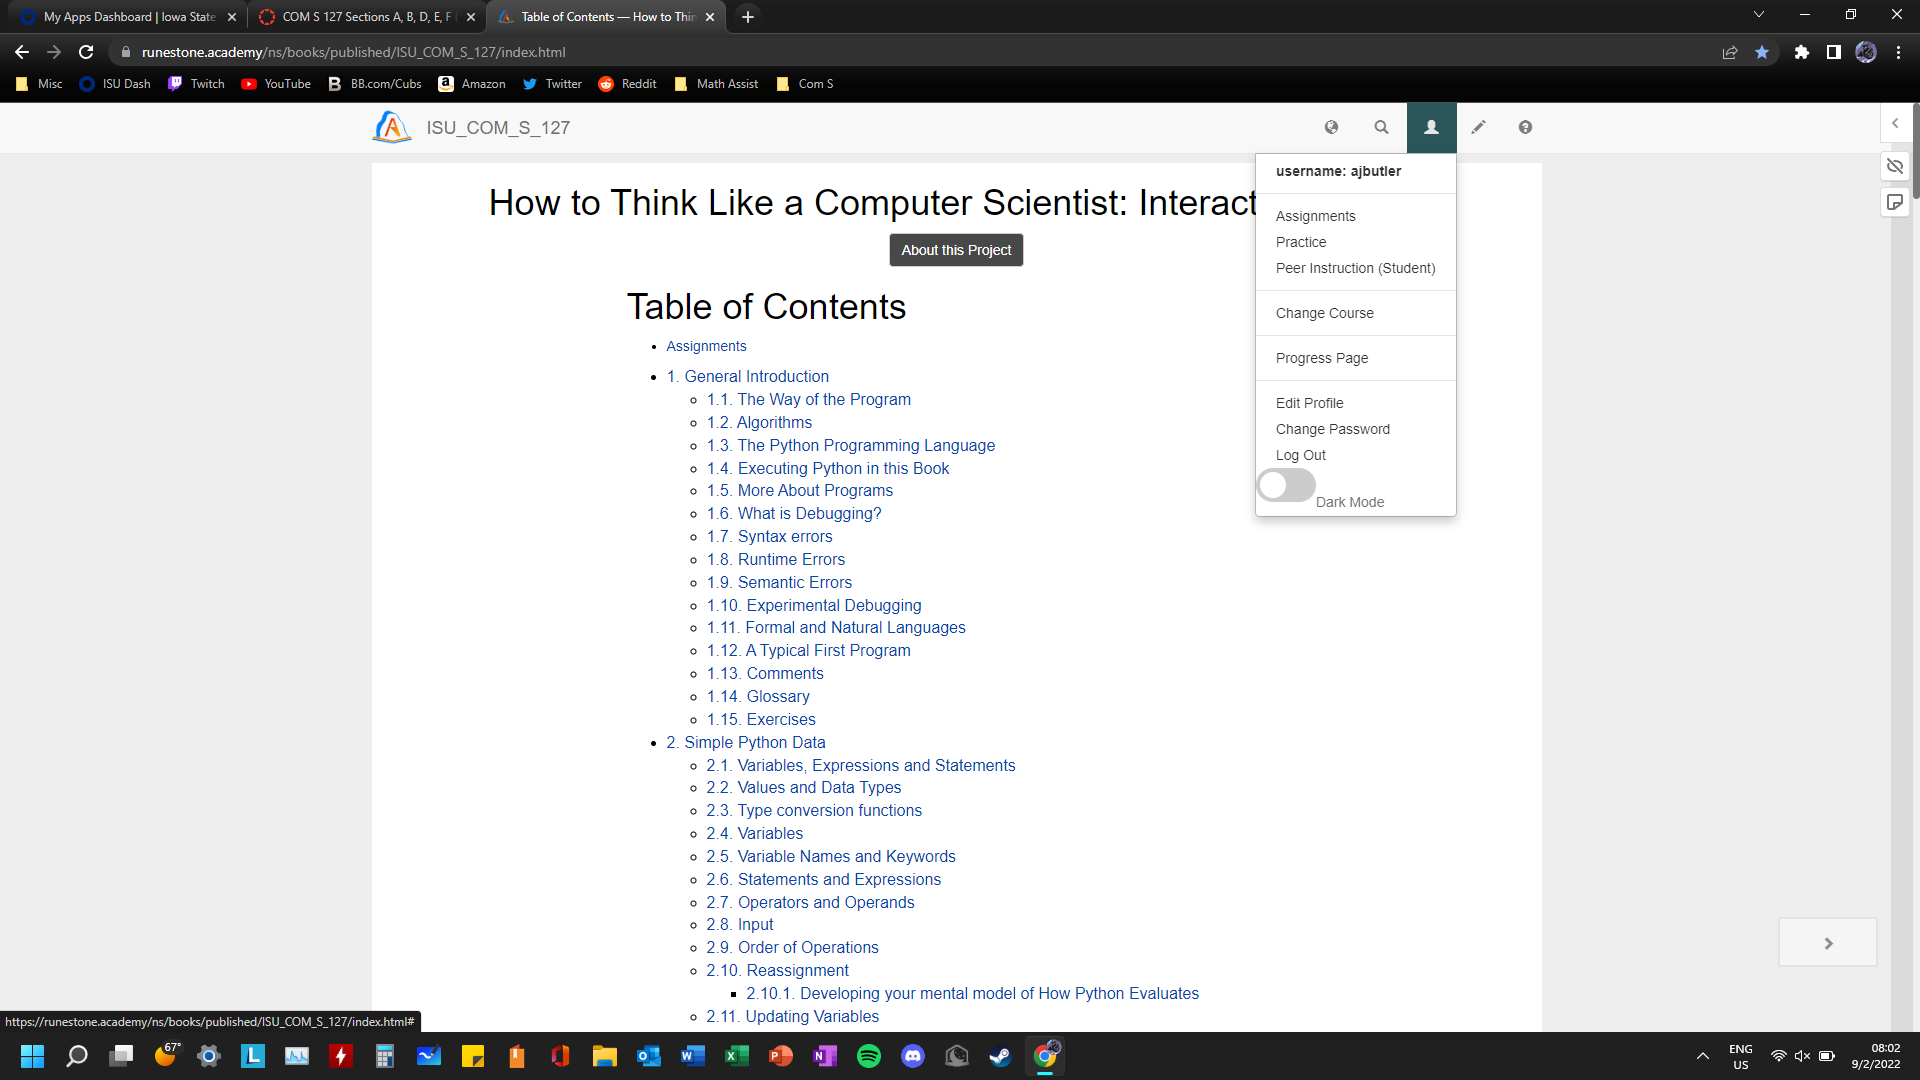 My Apps Dashboard | Iowa State
COM S 127 Sections A, B, D, E, F (
Table of Contents — How to Thin
runestone.academy/ns/books/published/ISU_COM_S_127/index.html
Misc
ISU Dash
Twitch
YouTube
BB.com/Cubs
Amazon
Twitter
Reddit
Math Assist
Com S
ISU_COM_S_127
How to Think Like a Computer Scientist: Interact
About this Project
username: ajbutler
Assignments
Practice
Peer Instruction (Student)
Change Course
Progress Page
Edit Profile
Change Password
Log Out
Dark Mode
Table of Contents
Assignments
1. General Introduction
1.1. The Way of the Program
1.2. Algorithms
1.3. The Python Programming Language
1.4. Executing Python in this Book
1.5. More About Programs
1.6. What is Debugging?
1.7. Syntax errors
1.8. Runtime Errors
1.9. Semantic Errors
1.10. Experimental Debugging
1.11. Formal and Natural Languages
1.12. A Typical First Program
1.13. Comments
1.14. Glossary
1.15. Exercises
2. Simple Python Data
2.1. Variables, Expressions and Statements
2.2. Values and Data Types
2.3. Type conversion functions
2.4. Variables
2.5. Variable Names and Keywords
2.6. Statements and Expressions
2.7. Operators and Operands
2.8. Input
2.9. Order of Operations
2.10. Reassignment
2.10.1. Developing your mental model of How Python Evaluates
2.11. Updating Variables
https://runestone.academy/ns/books/published/ISU_COM_S_127/index.html#
67°
ENG
US
08:02
9/2/2022